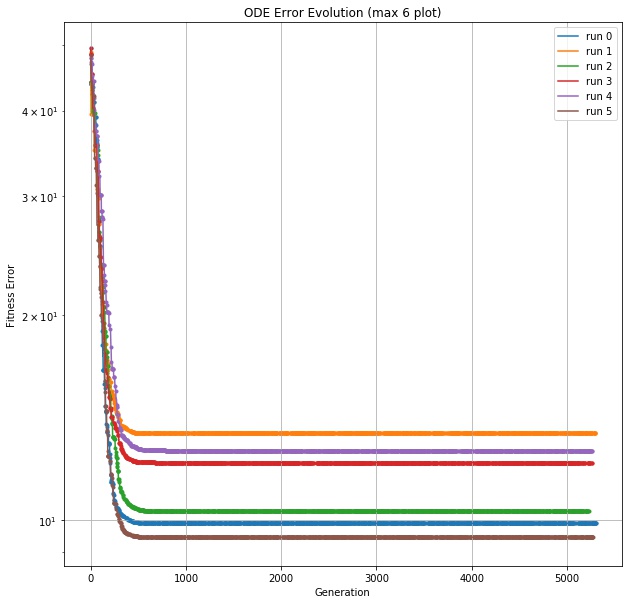 ODE Error Evolution (max 6 plot)
run 0
run 1
run 2
run 3
run 4
run 5
4 × 10¹
3 × 10¹
2 × 10¹
10¹
Fitness Error
0 1000 2000 3000 4000 5000
Generation